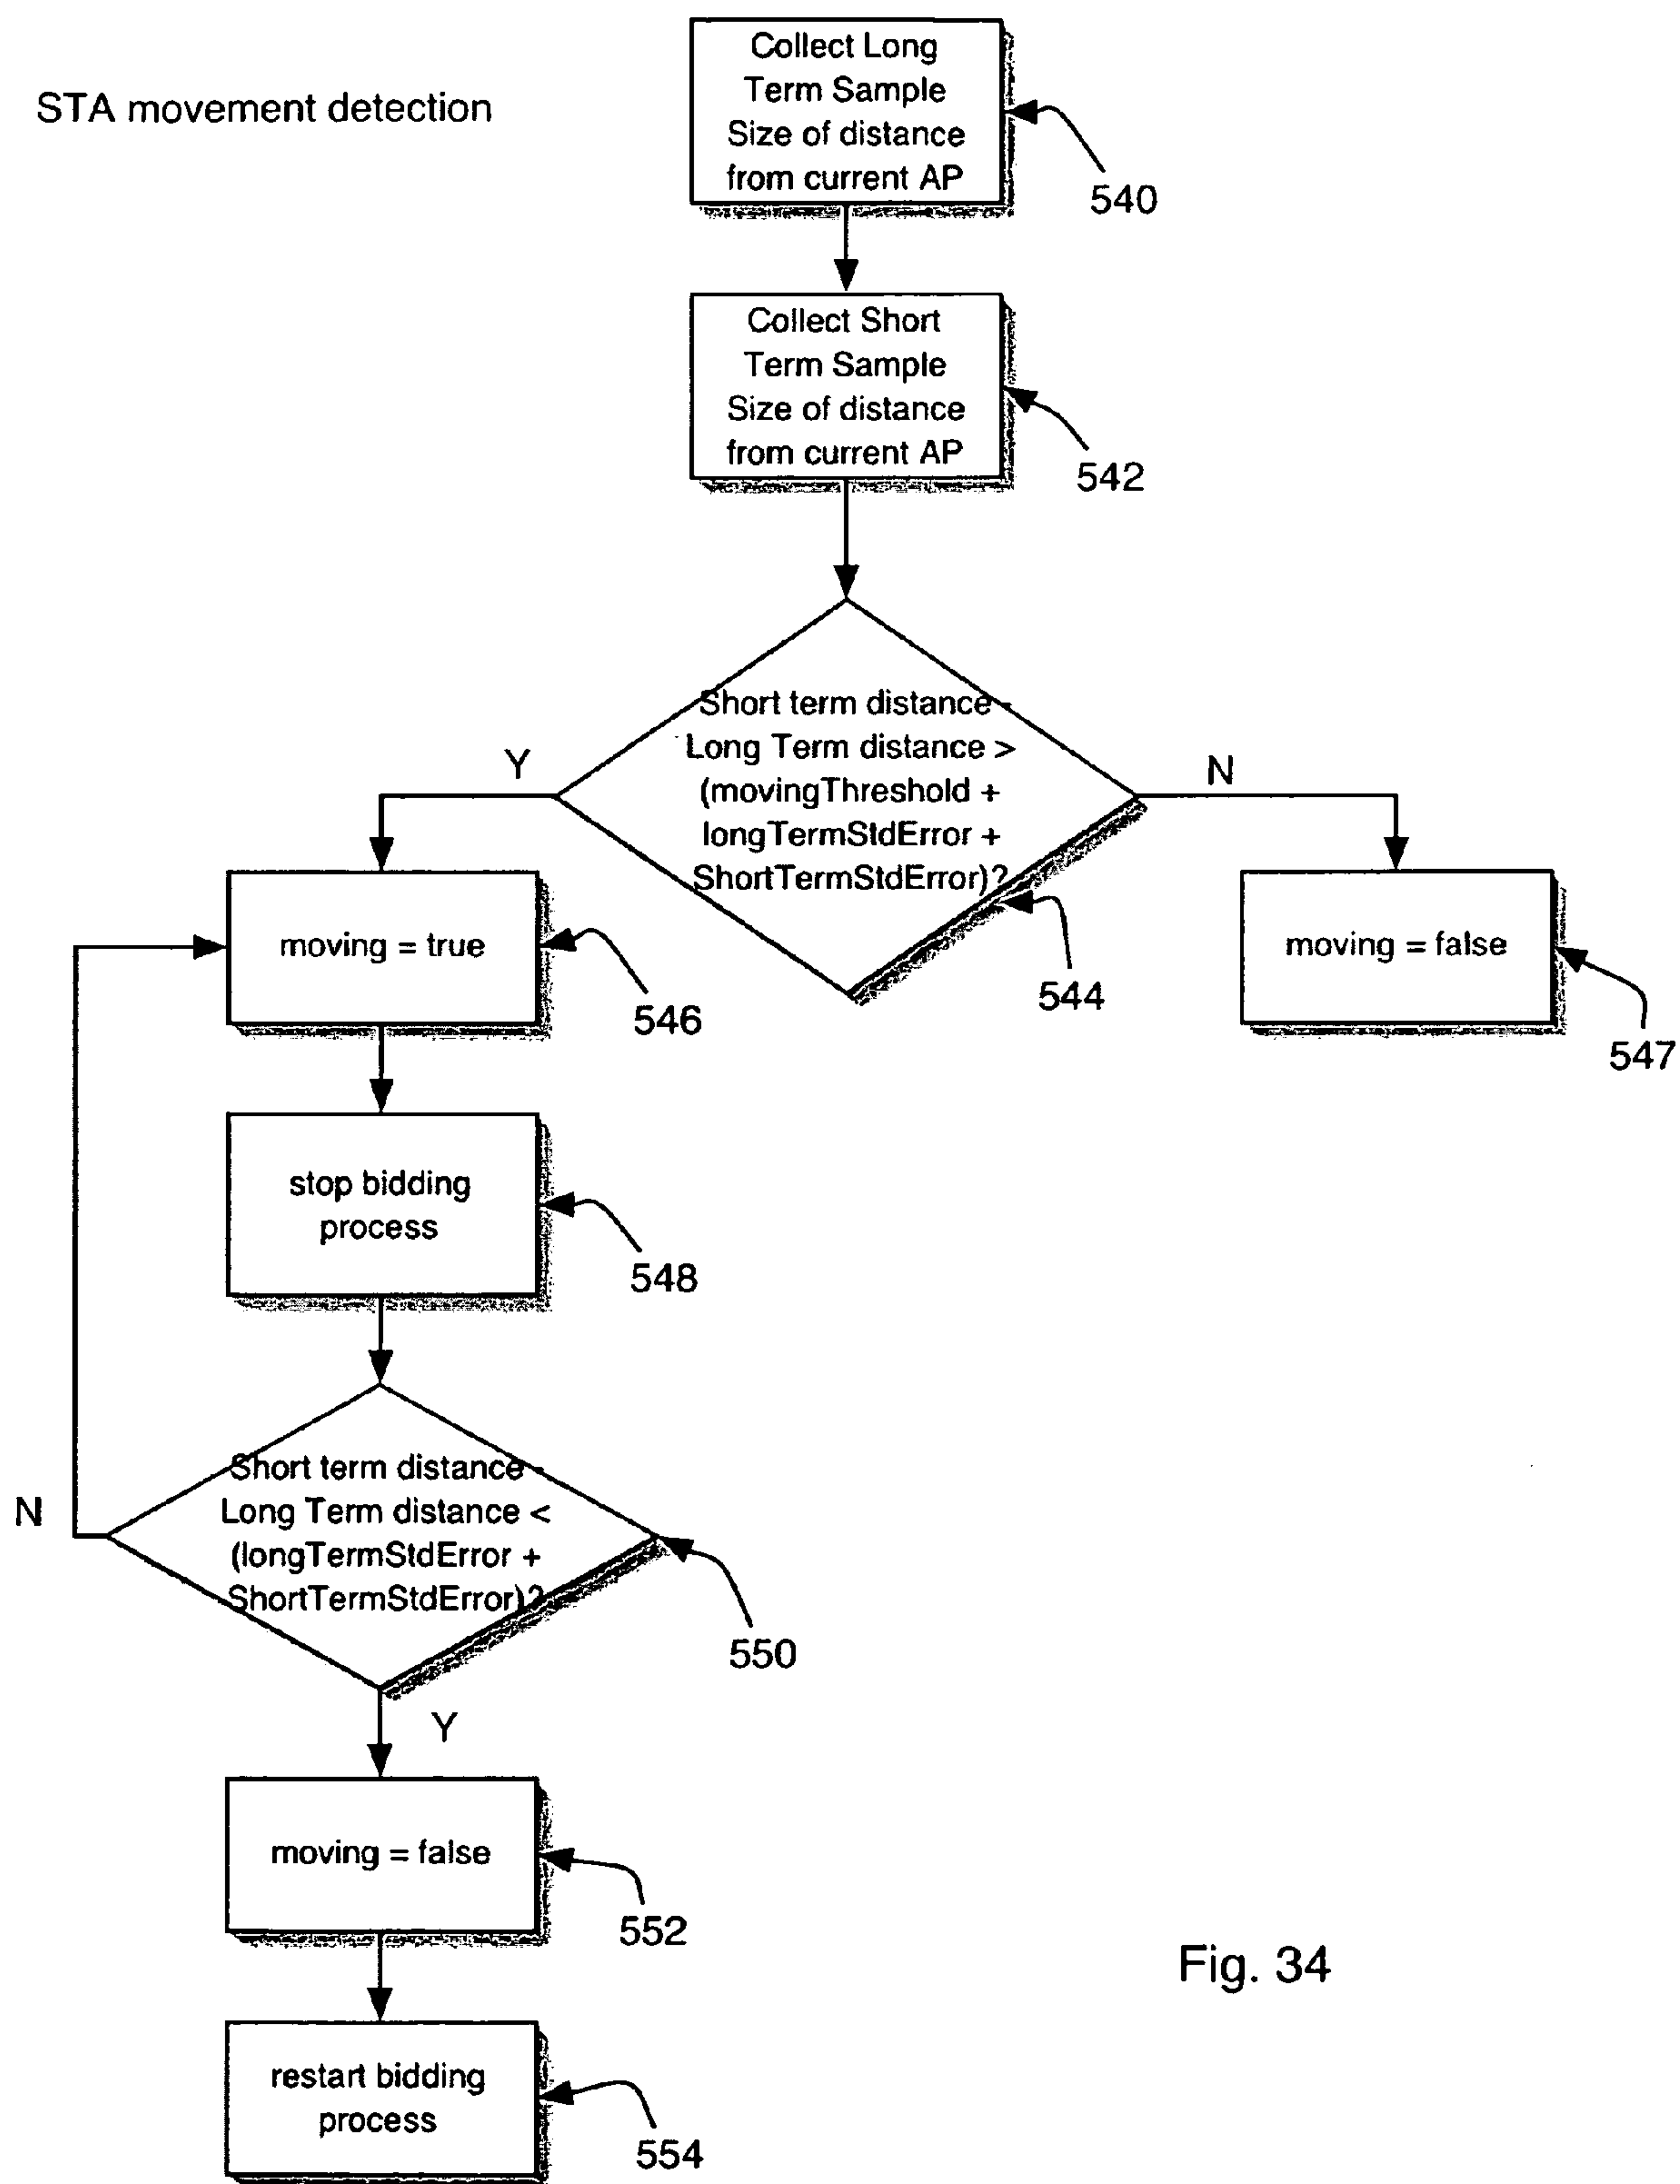 STA movement detection
Collect Long
Term Sample
Size of distance
from current AP
540
Collect Short
Term Sample
Size of distance
from current AP
542
Short term distance -
Long Term distance >
(movingThreshold +
longTermStdError +
ShortTermStdError)?
Y
N
544
moving = true
546
moving = false
547
stop bidding
process
548
Short term distance -
Long Term distance <
(longTermStdError +
ShortTermStdError)?
N
550
Y
moving = false
552
restart bidding
process
554
Fig. 34